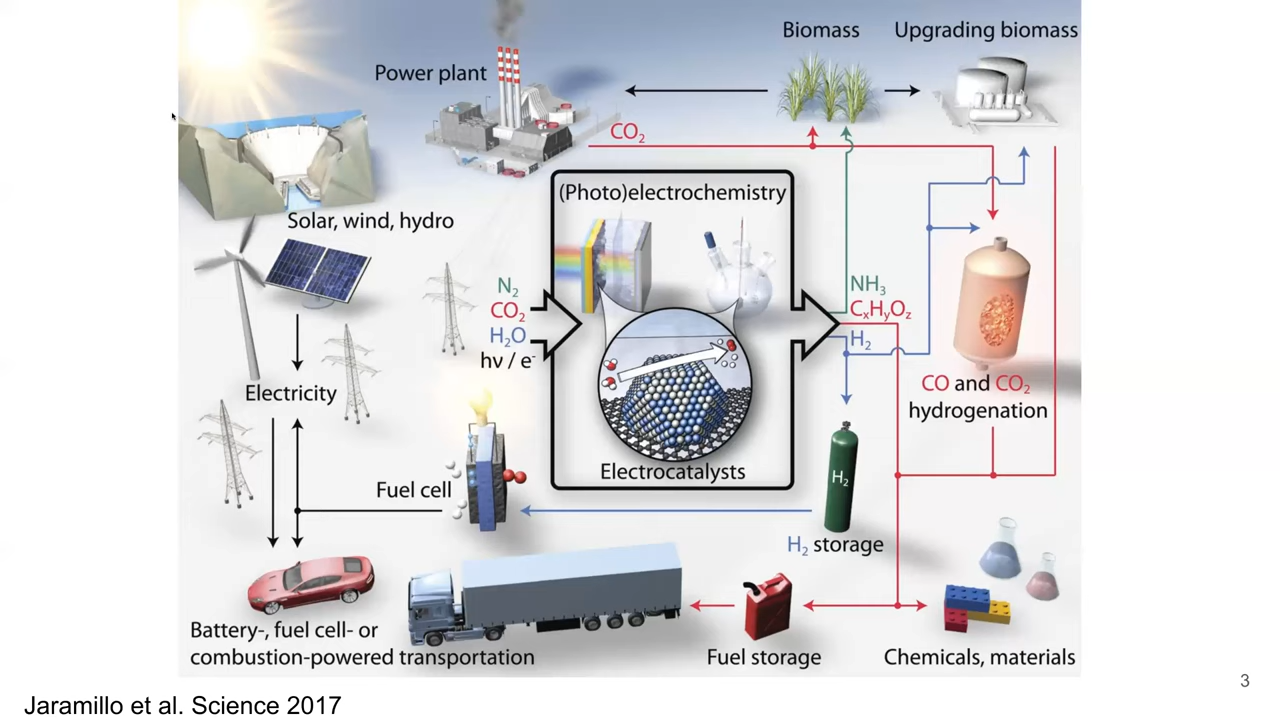 Biomass
Upgrading biomass
Power plant
CO₂
(Photo)electrochemistry
Solar, wind, hydro
N₂
CO₂
H₂O
hν / e⁻
NH₃
CₓHᵧO_z
H₂
CO and CO₂
hydrogenation
Electricity
Electrocatalysts
Fuel cell
H₂
H₂ storage
Battery-, fuel cell- or
combustion-powered transportation
Fuel storage
Chemicals, materials
3
Jaramillo et al. Science 2017